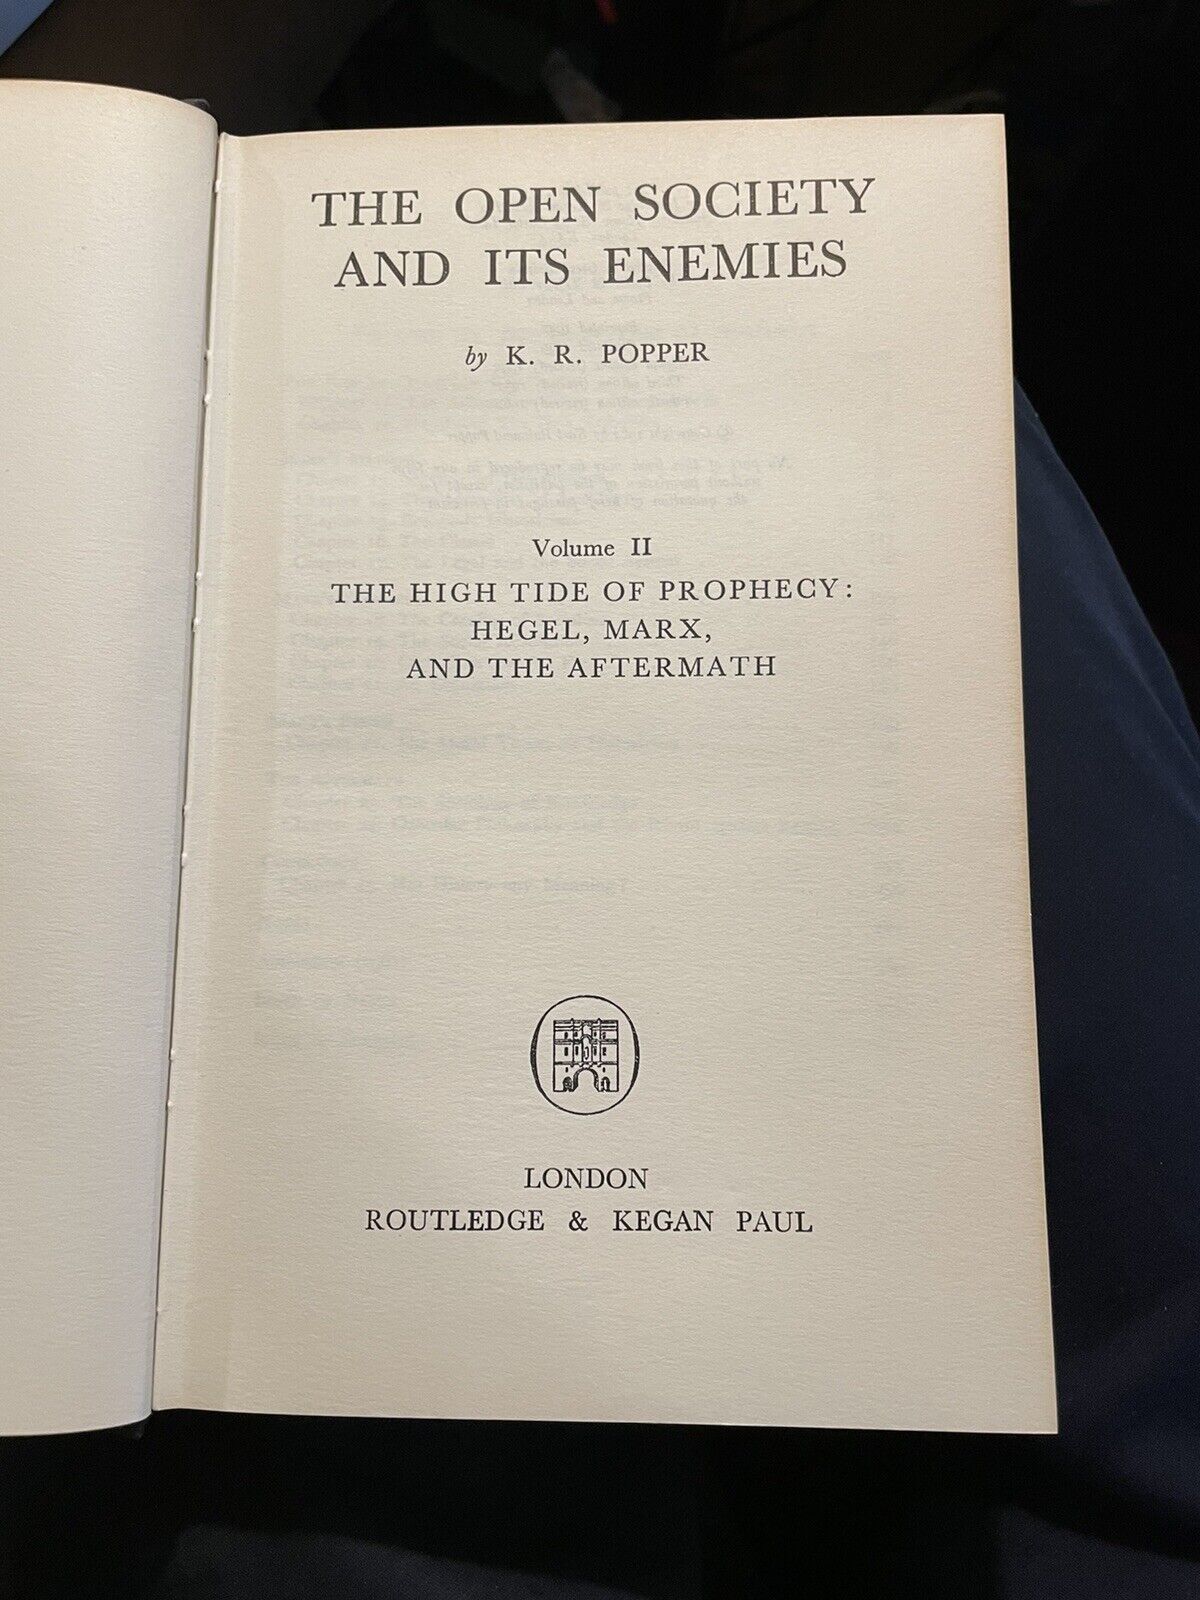 THE OPEN SOCIETY
AND ITS ENEMIES
by K. R. POPPER
Volume II
THE HIGH TIDE OF PROPHECY:
HEGEL, MARX,
AND THE AFTERMATH
LONDON
ROUTLEDGE & KEGAN PAUL